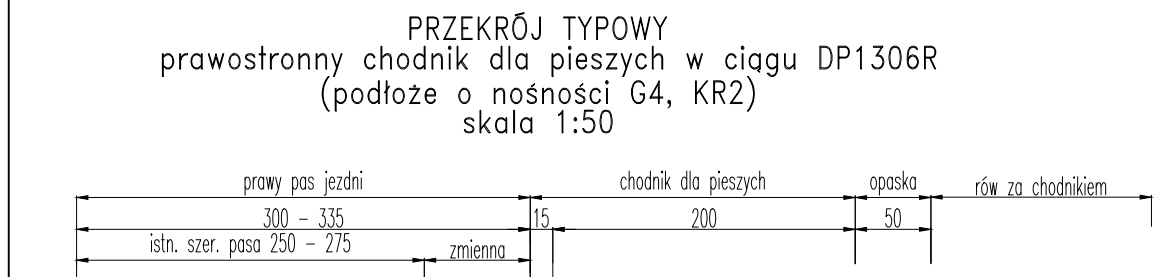 PRZEKRÓJ TYPOWY
prawostronny chodnik dla pieszych w ciągu DP1306R
(podłoże o nośności G4, KR2)
skala 1:50
prawy pas jezdni chodnik dla pieszych opaska rów za chodnikiem
300 - 335 15 200 50
istn. szer. pasa 250 - 275 zmienna